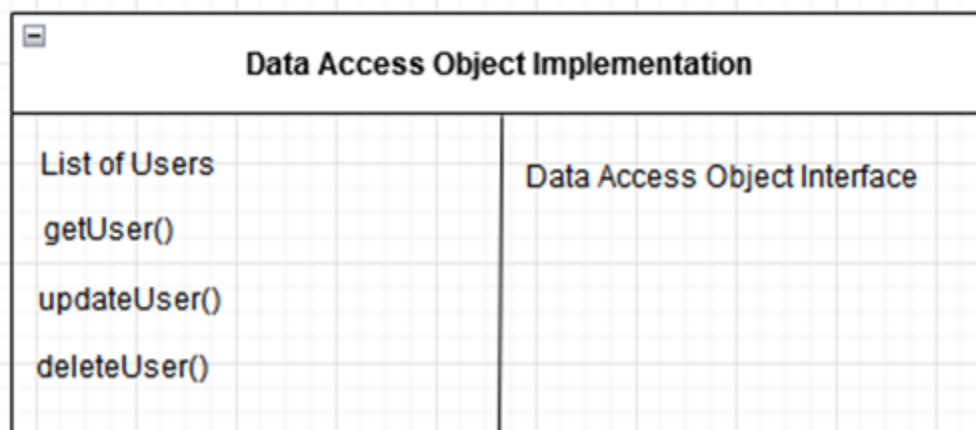 Data Access Object Implementation
List of Users
getUser()
updateUser()
deleteUser()
Data Access Object Interface